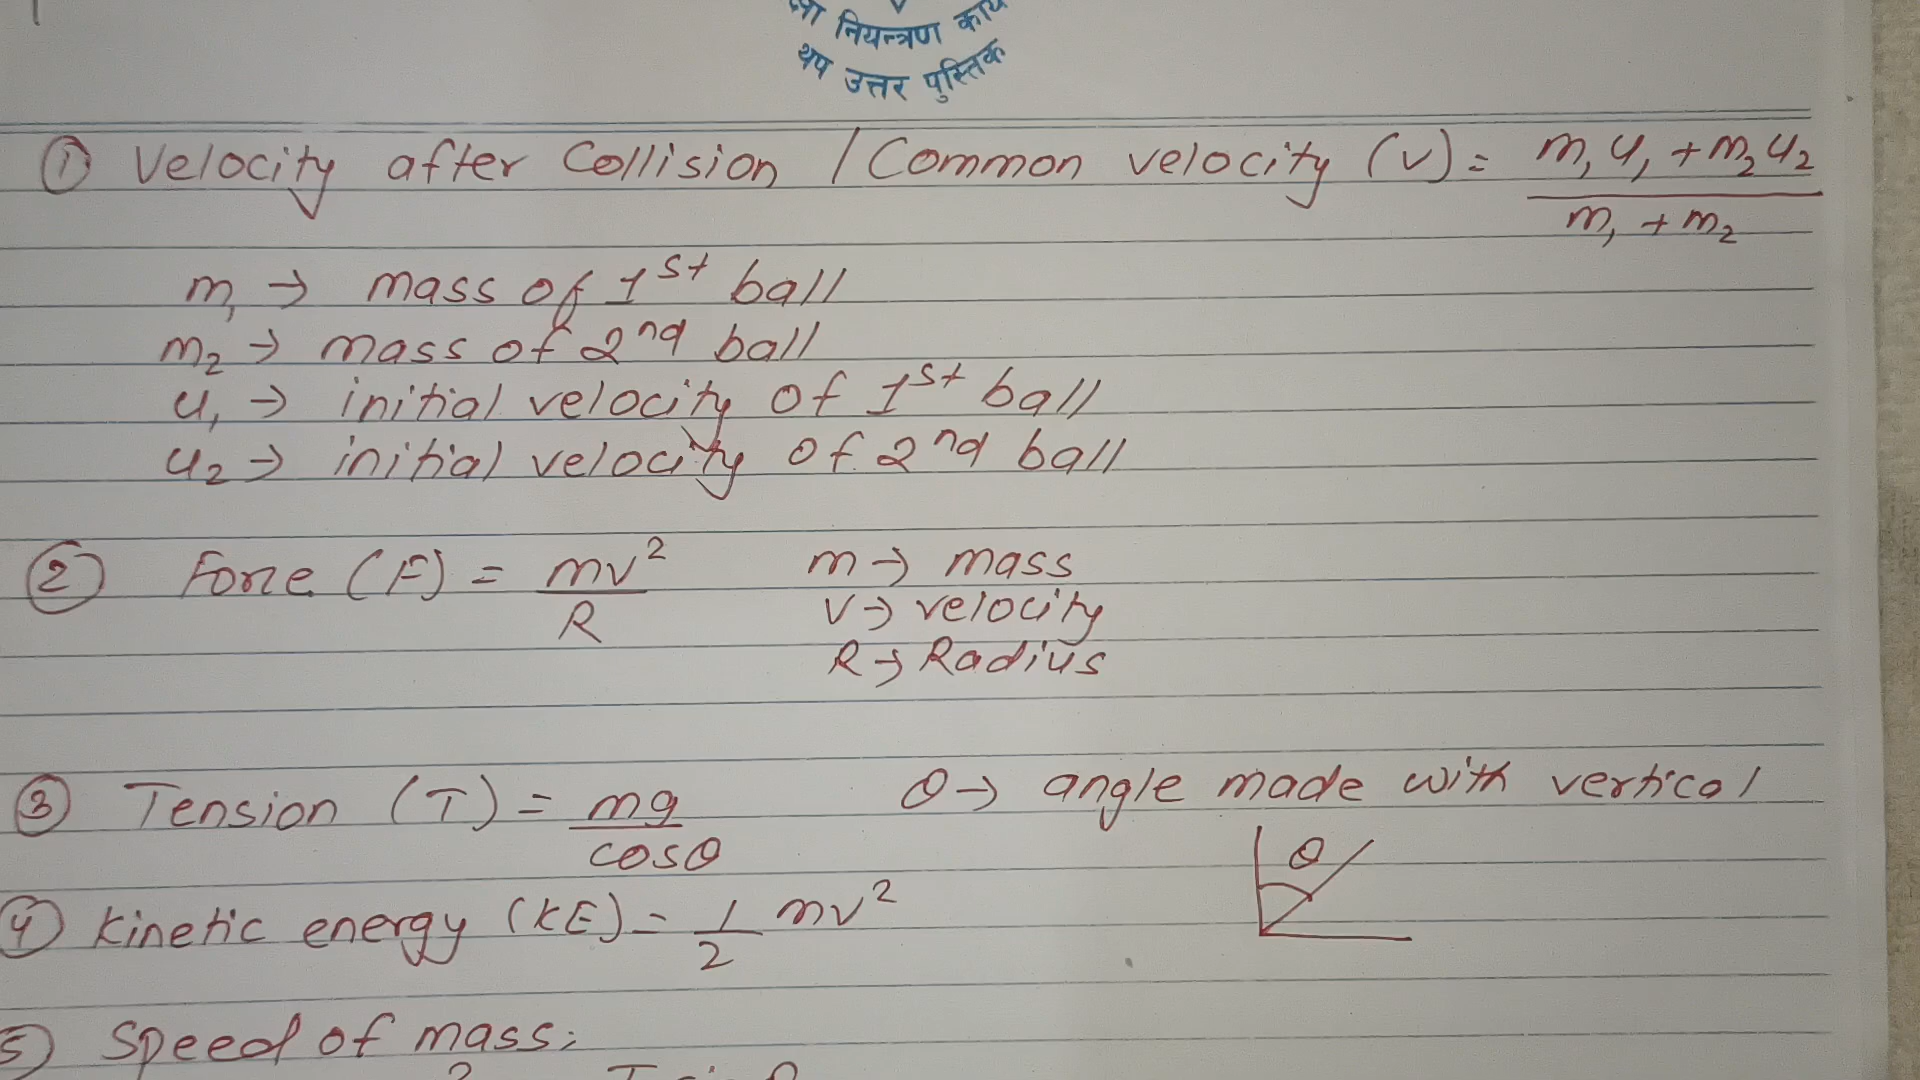 नियन्त्रण
थप उत्तर पुस्तिक
① Velocity after Collision / Common velocity (v) = m₁u₁ + m₂u₂ / m₁ + m₂
m₁ → mass of 1st ball
m₂ → mass of 2nd ball
u₁ → initial velocity of 1st ball
u₂ → initial velocity of 2nd ball
② Force (F) = mv² / R m → mass
v → velocity
R → Radius
③ Tension (T) = mg / cosθ θ → angle made with vertical
θ
④ Kinetic energy (KE) = 1/2 mv²
5) Speed of mass: